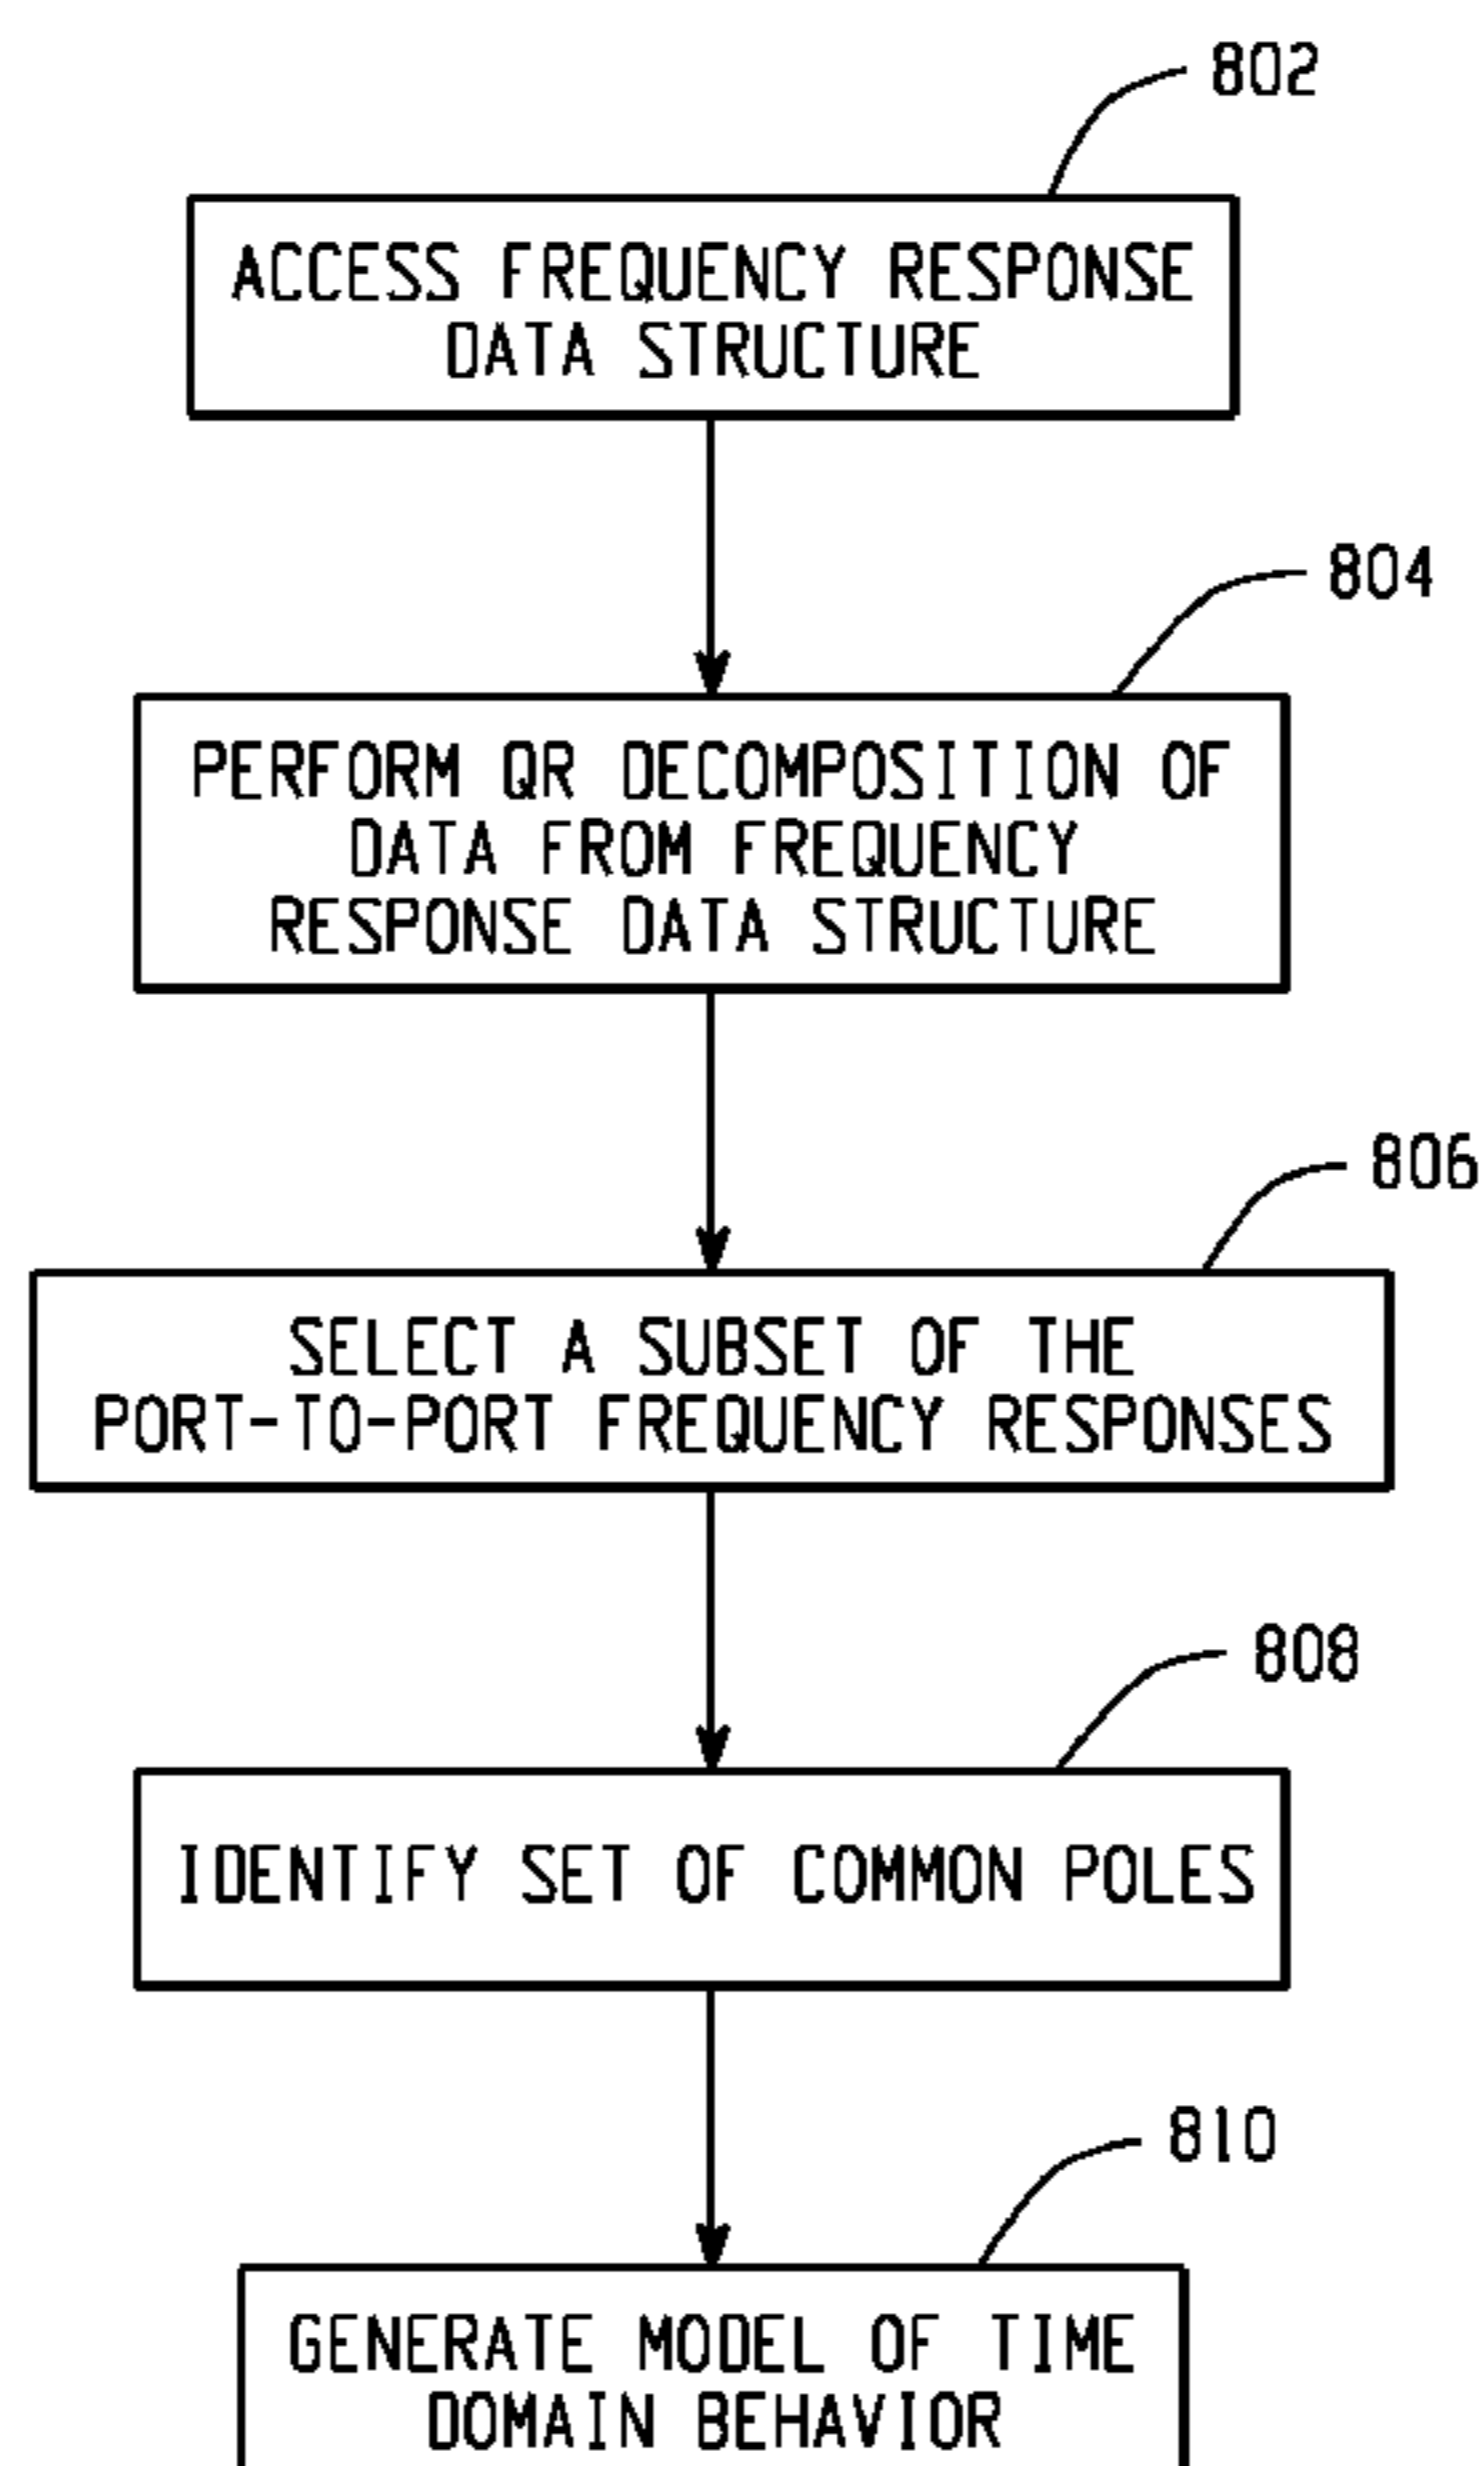 802
ACCESS FREQUENCY RESPONSE
DATA STRUCTURE
804
PERFORM QR DECOMPOSITION OF
DATA FROM FREQUENCY
RESPONSE DATA STRUCTURE
806
SELECT A SUBSET OF THE
PORT-TO-PORT FREQUENCY RESPONSES
808
IDENTIFY SET OF COMMON POLES
810
GENERATE MODEL OF TIME
DOMAIN BEHAVIOR